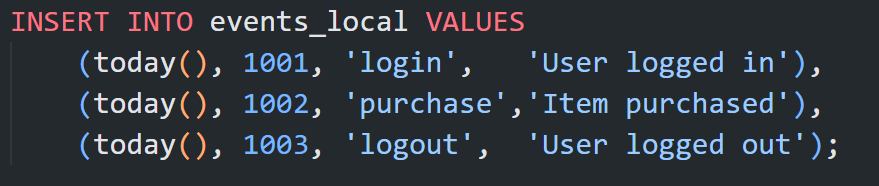 INSERT INTO events_local VALUES
    (today(), 1001, 'login',   'User logged in'),
    (today(), 1002, 'purchase','Item purchased'),
    (today(), 1003, 'logout',  'User logged out');